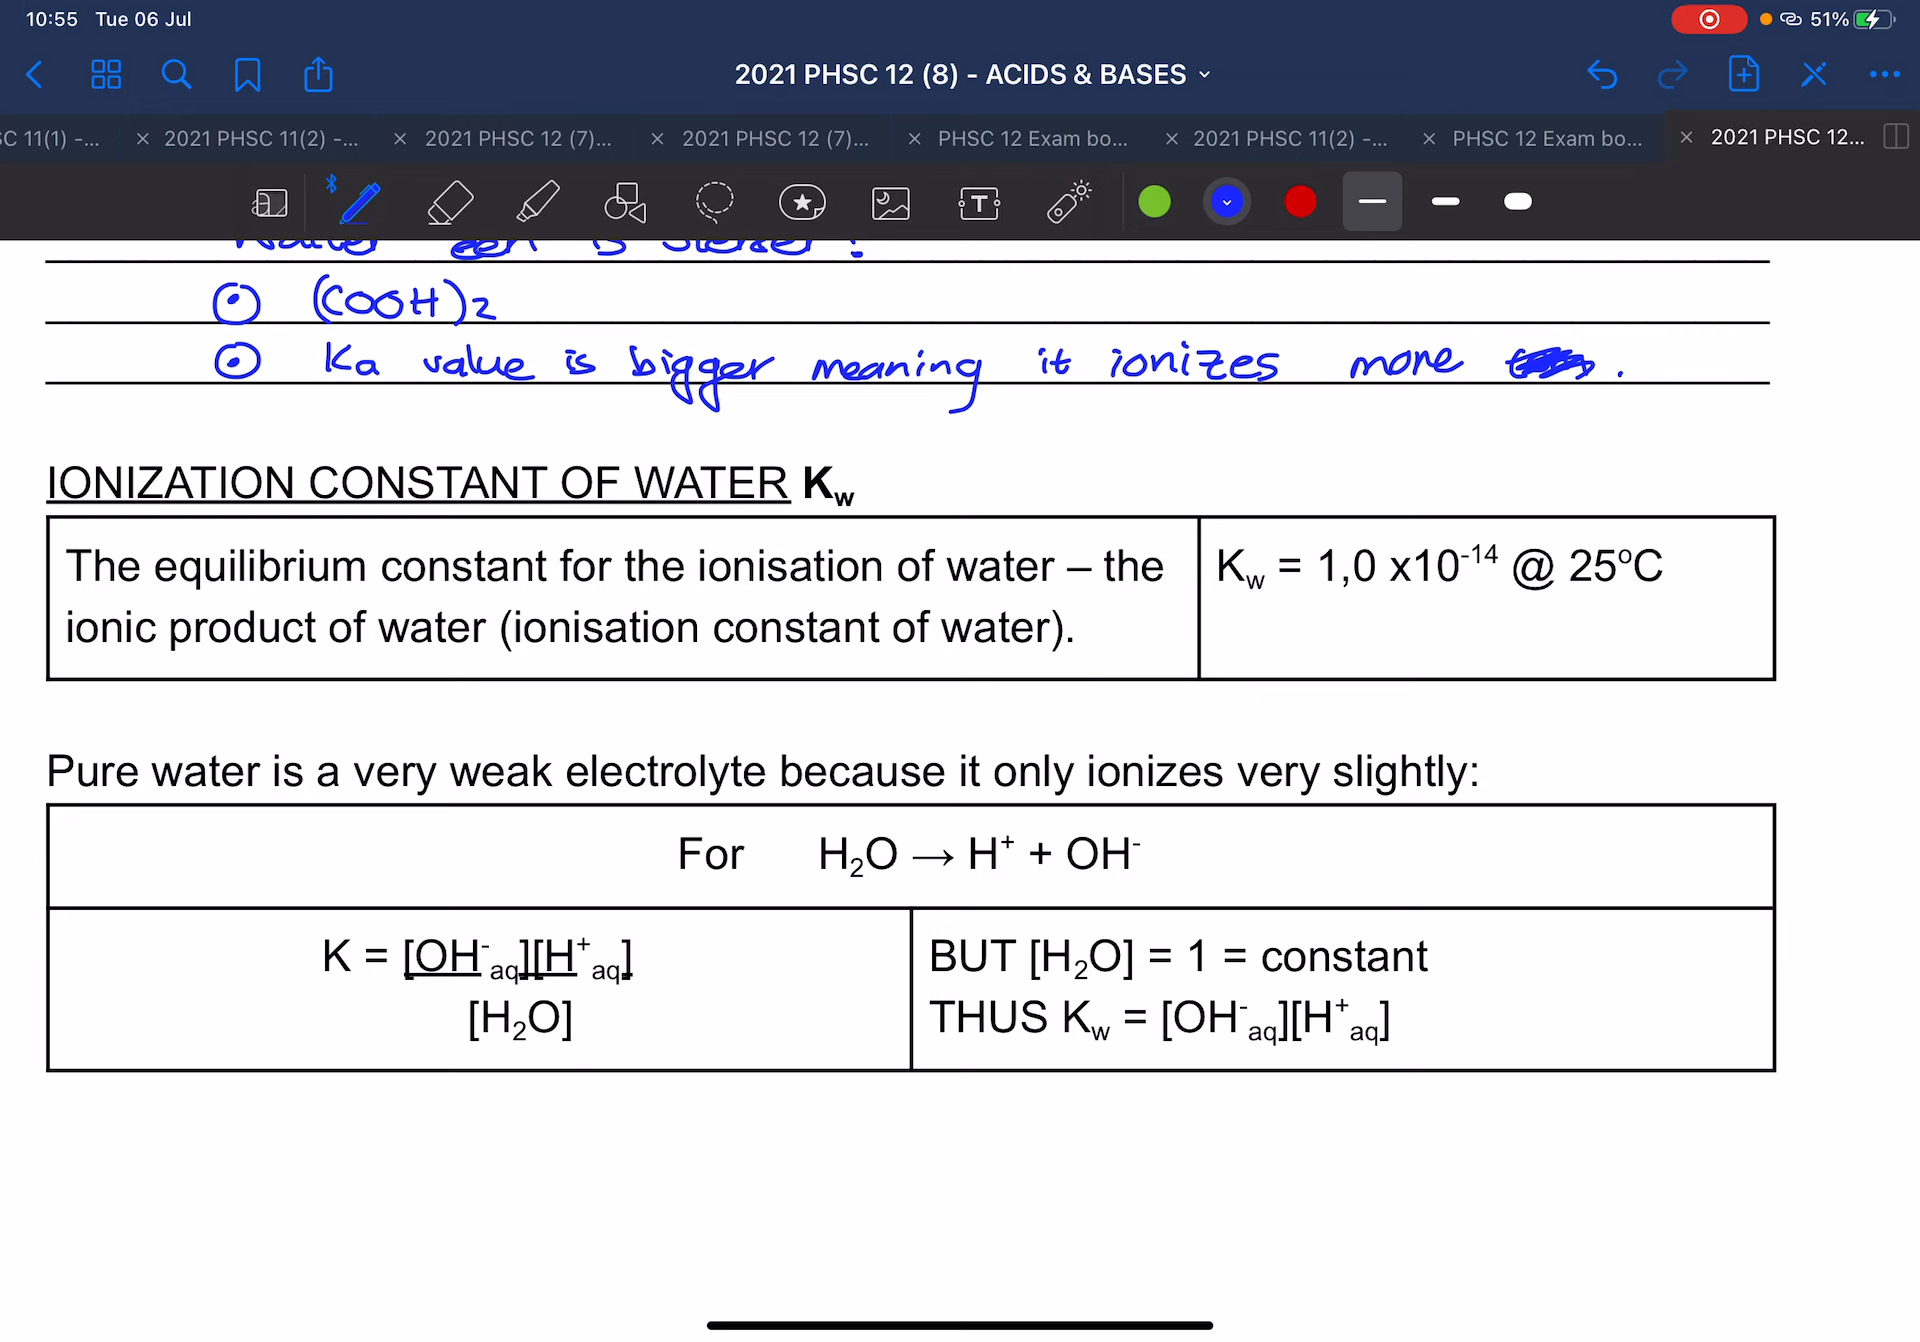 10:55 Tue 06 Jul
51%
2021 PHSC 12 (8) - ACIDS & BASES
SC 11(1) -... × 2021 PHSC 11(2) -... × 2021 PHSC 12 (7)... × 2021 PHSC 12 (7)... × PHSC 12 Exam bo... × 2021 PHSC 11(2) -... × PHSC 12 Exam bo... × 2021 PHSC 12...
is
(COOH)2
Ka value is bigger meaning it ionizes more .
IONIZATION CONSTANT OF WATER Kw
The equilibrium constant for the ionisation of water – the
ionic product of water (ionisation constant of water).
Kw = 1,0 x10⁻¹⁴ @ 25ºC
Pure water is a very weak electrolyte because it only ionizes very slightly:
For H₂O → H⁺ + OH⁻
K = [OH⁻aq][H⁺aq]
[H₂O]
BUT [H₂O] = 1 = constant
THUS Kw = [OH⁻aq][H⁺aq]